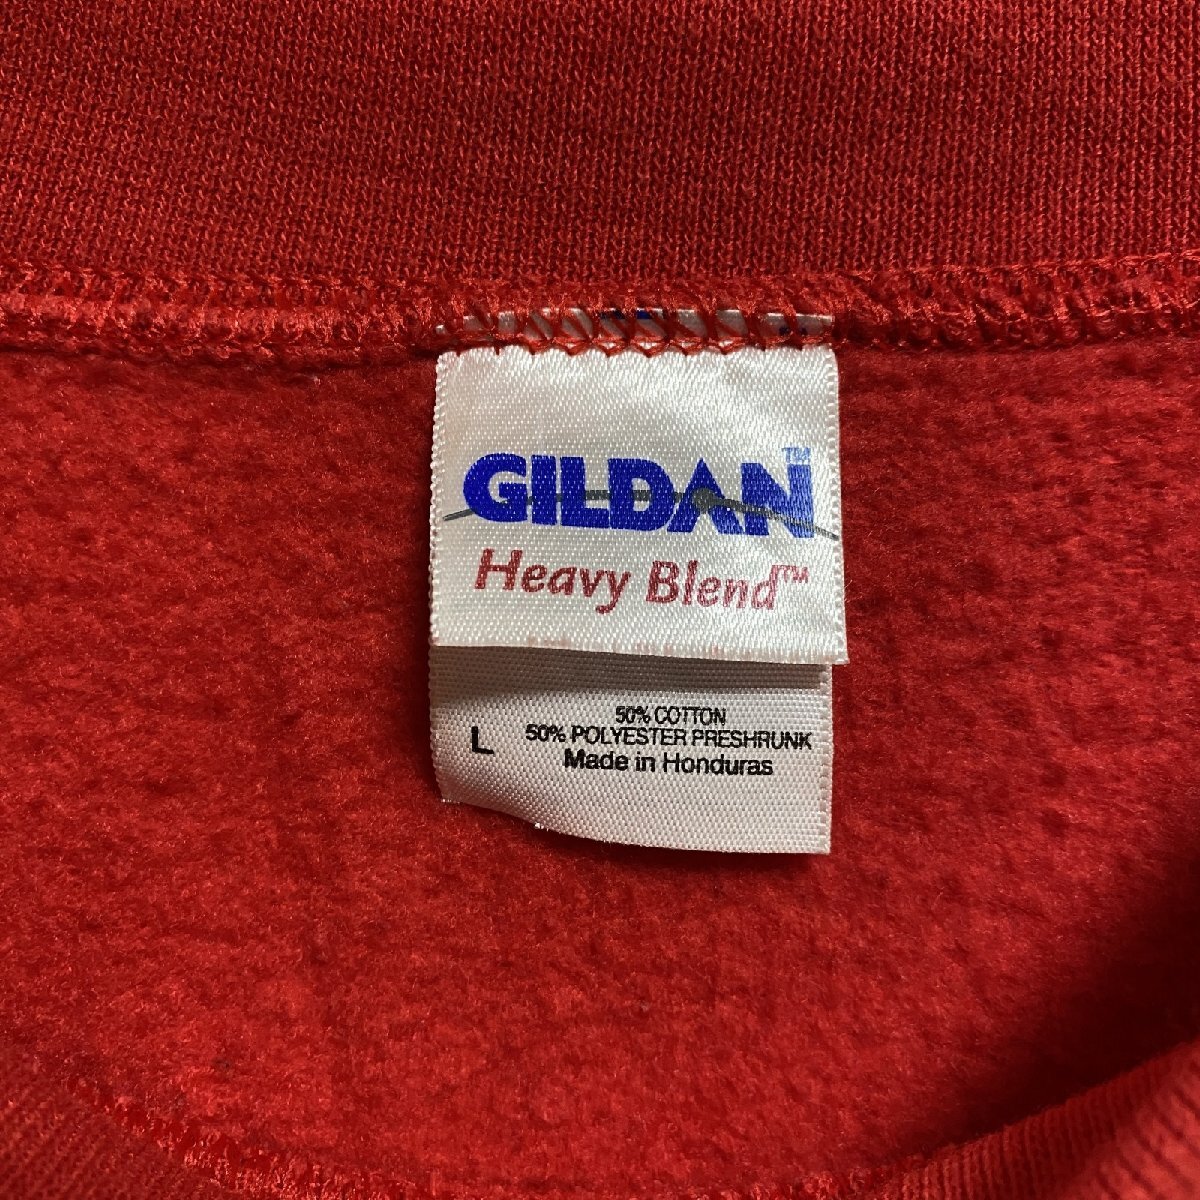 GILDAN™
Heavy Blend™
50% COTTON
L 50% POLYESTER PRESHRUNK
Made in Honduras